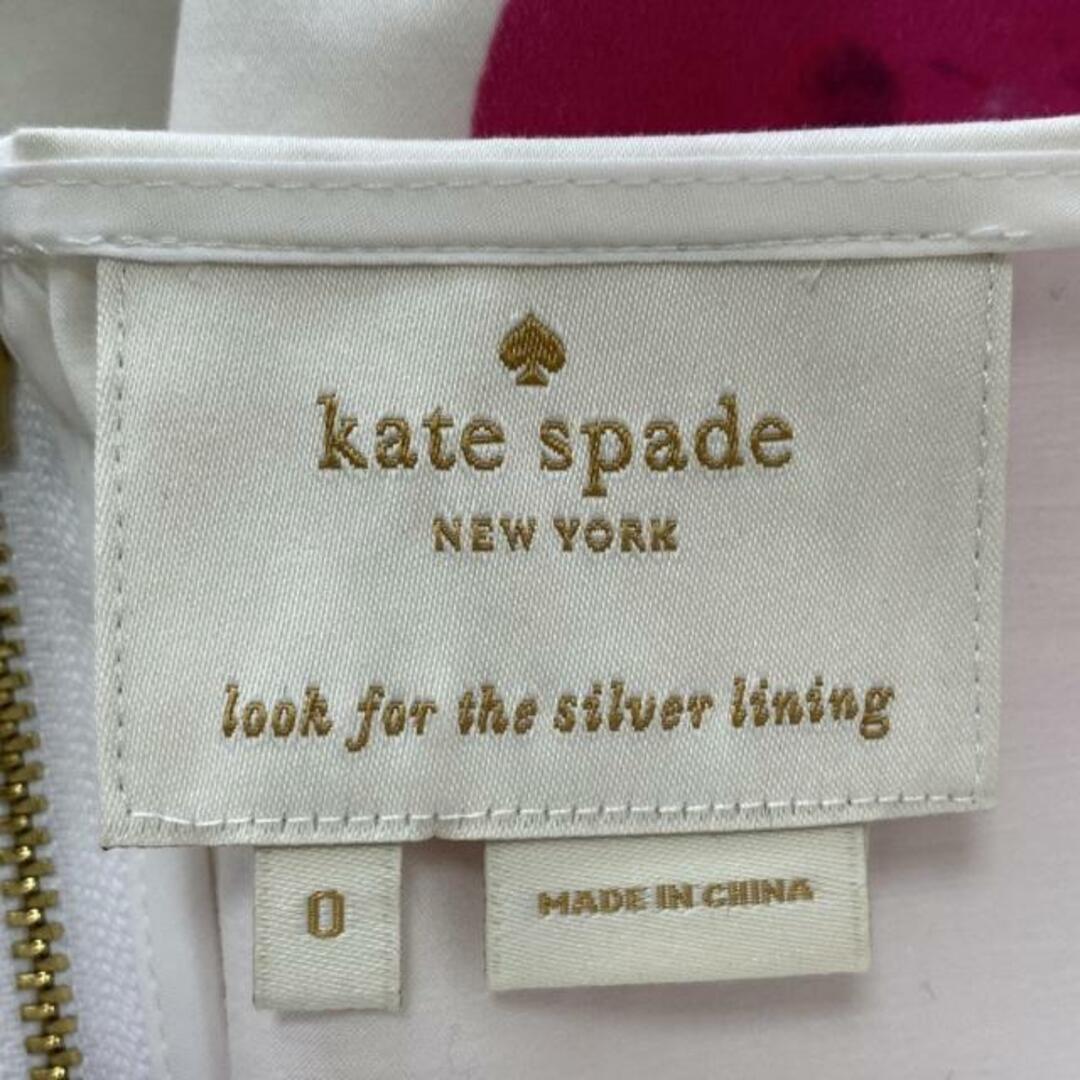 kate spade
NEW YORK
look for the silver lining
0
MADE IN CHINA